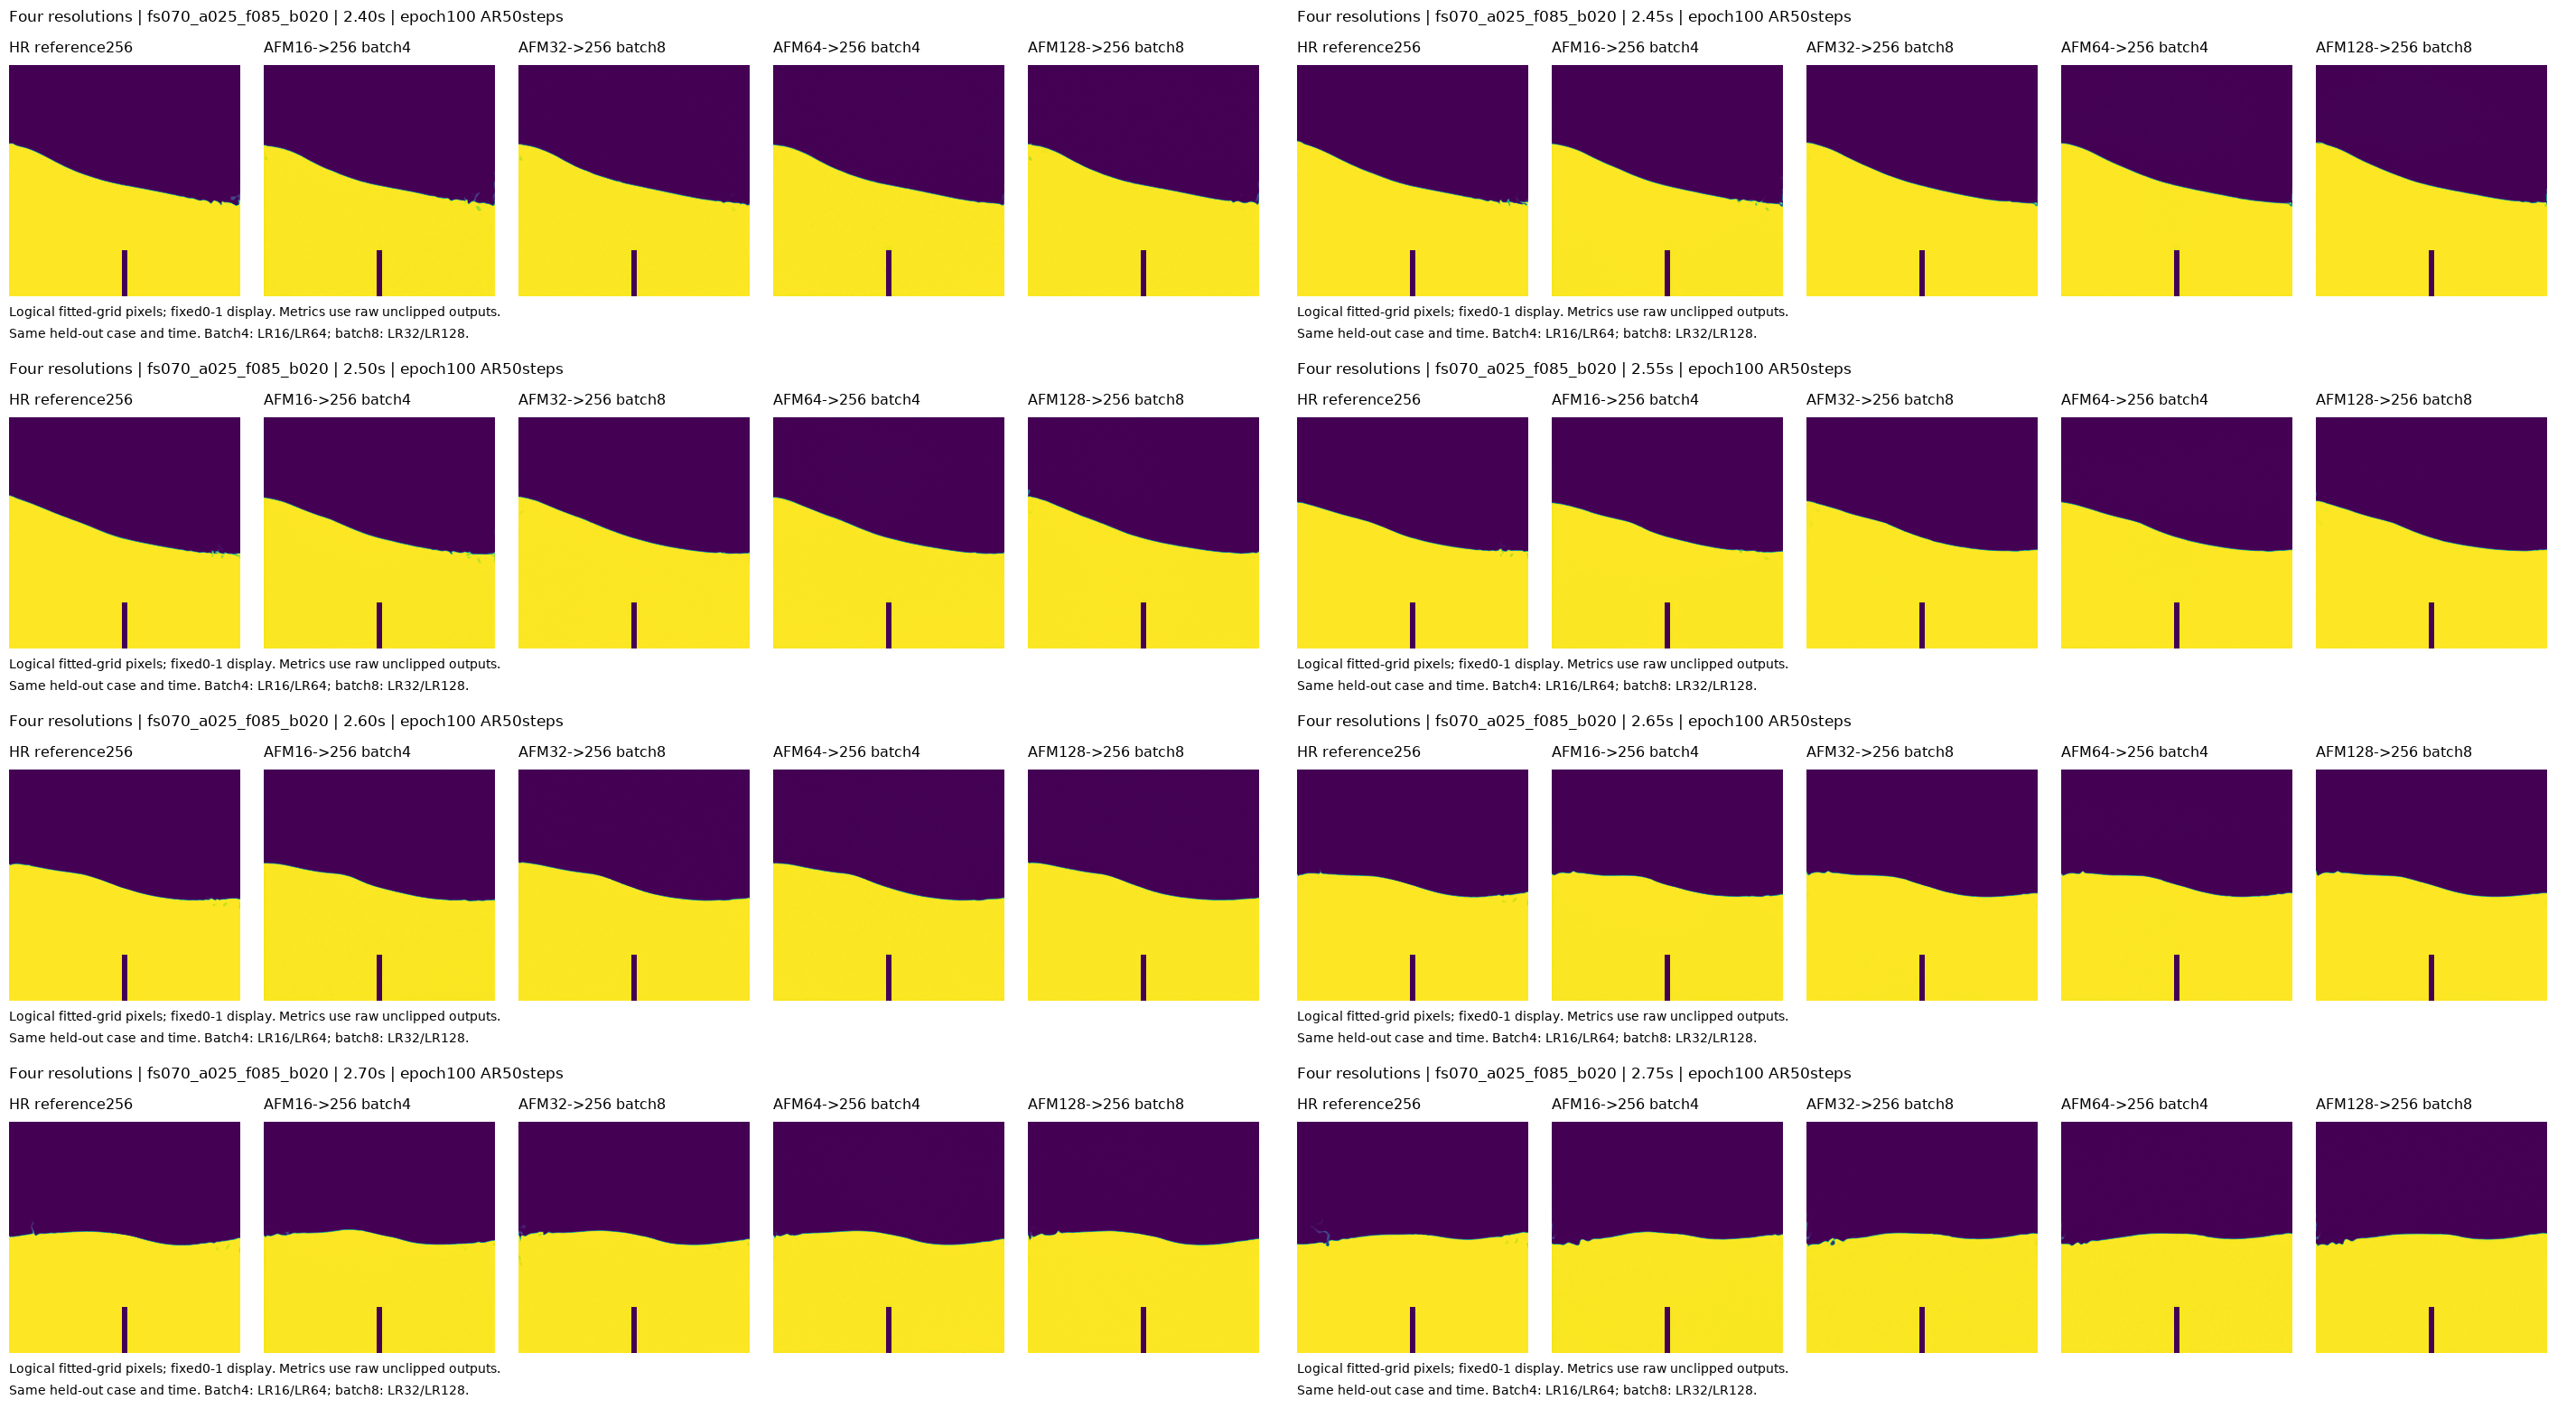 Four resolutions | fs070_a025_f085_b020 | 2.40s | epoch100 AR50steps
HR reference256 AFM16->256 batch4 AFM32->256 batch8 AFM64->256 batch4 AFM128->256 batch8
Logical fitted-grid pixels; fixed0-1 display. Metrics use raw unclipped outputs.
Same held-out case and time. Batch4: LR16/LR64; batch8: LR32/LR128.
Four resolutions | fs070_a025_f085_b020 | 2.45s | epoch100 AR50steps
HR reference256 AFM16->256 batch4 AFM32->256 batch8 AFM64->256 batch4 AFM128->256 batch8
Logical fitted-grid pixels; fixed0-1 display. Metrics use raw unclipped outputs.
Same held-out case and time. Batch4: LR16/LR64; batch8: LR32/LR128.
Four resolutions | fs070_a025_f085_b020 | 2.50s | epoch100 AR50steps
HR reference256 AFM16->256 batch4 AFM32->256 batch8 AFM64->256 batch4 AFM128->256 batch8
Logical fitted-grid pixels; fixed0-1 display. Metrics use raw unclipped outputs.
Same held-out case and time. Batch4: LR16/LR64; batch8: LR32/LR128.
Four resolutions | fs070_a025_f085_b020 | 2.55s | epoch100 AR50steps
HR reference256 AFM16->256 batch4 AFM32->256 batch8 AFM64->256 batch4 AFM128->256 batch8
Logical fitted-grid pixels; fixed0-1 display. Metrics use raw unclipped outputs.
Same held-out case and time. Batch4: LR16/LR64; batch8: LR32/LR128.
Four resolutions | fs070_a025_f085_b020 | 2.60s | epoch100 AR50steps
HR reference256 AFM16->256 batch4 AFM32->256 batch8 AFM64->256 batch4 AFM128->256 batch8
Logical fitted-grid pixels; fixed0-1 display. Metrics use raw unclipped outputs.
Same held-out case and time. Batch4: LR16/LR64; batch8: LR32/LR128.
Four resolutions | fs070_a025_f085_b020 | 2.65s | epoch100 AR50steps
HR reference256 AFM16->256 batch4 AFM32->256 batch8 AFM64->256 batch4 AFM128->256 batch8
Logical fitted-grid pixels; fixed0-1 display. Metrics use raw unclipped outputs.
Same held-out case and time. Batch4: LR16/LR64; batch8: LR32/LR128.
Four resolutions | fs070_a025_f085_b020 | 2.70s | epoch100 AR50steps
HR reference256 AFM16->256 batch4 AFM32->256 batch8 AFM64->256 batch4 AFM128->256 batch8
Logical fitted-grid pixels; fixed0-1 display. Metrics use raw unclipped outputs.
Same held-out case and time. Batch4: LR16/LR64; batch8: LR32/LR128.
Four resolutions | fs070_a025_f085_b020 | 2.75s | epoch100 AR50steps
HR reference256 AFM16->256 batch4 AFM32->256 batch8 AFM64->256 batch4 AFM128->256 batch8
Logical fitted-grid pixels; fixed0-1 display. Metrics use raw unclipped outputs.
Same held-out case and time. Batch4: LR16/LR64; batch8: LR32/LR128.